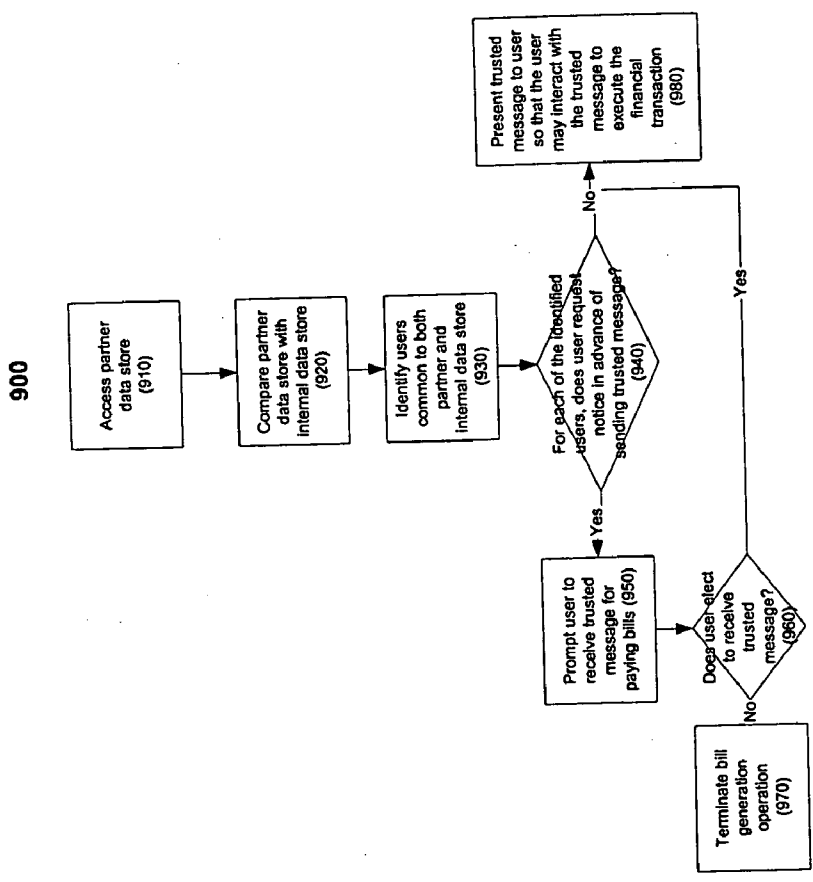 900
Access partner
data store
(910)
Compare partner
data store with
internal data store
(920)
Identify users
common to both
partner and
internal data store
(930)
For each of the identified
users, does user request
notice in advance of
sending trusted message?
(940)
Yes
No
Prompt user to
receive trusted
message for
paying bills (950)
Does user elect
to receive
trusted
message?
(960)
No
Yes
Terminate bill
generation
operation
(970)
Present trusted
message to user
so that the user
may interact with
the trusted
message to
execute the
financial
transaction
(980)